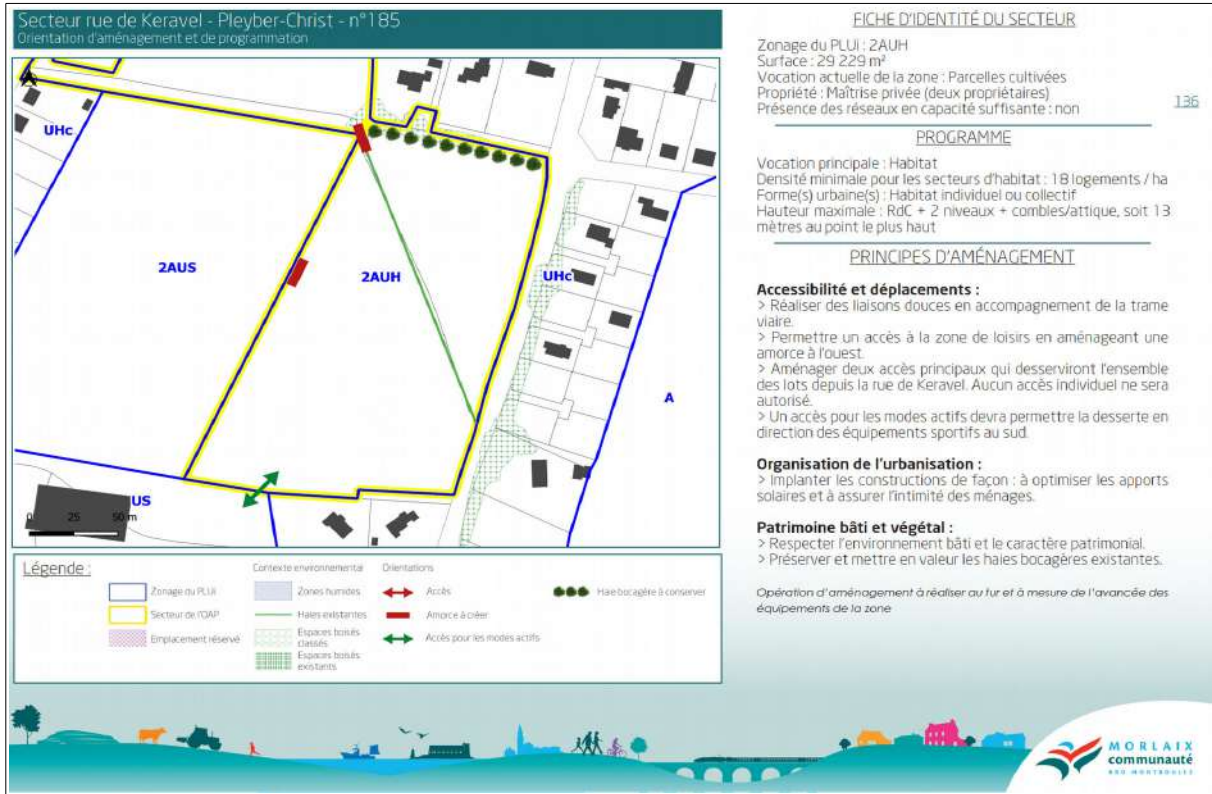 Secteur rue de Keravel - Pleyber-Christ - n°185
Orientation d'aménagement et de programmation
UHc
2AUS
2AUH
UHc
A
US
0 25 50 m
Légende :
Zonage du PLUi
Secteur de l'OAP
Emplacement réservé
Contexte environnemental
Zones humides
Haies existantes
Espaces boisés
classés
Espaces boisés
existants
Orientations
Accès
Amorce à créer
Accès pour les modes actifs
Haie bocagère à conserver
FICHE D'IDENTITÉ DU SECTEUR
Zonage du PLUi : 2AUH
Surface : 29 229 m²
Vocation actuelle de la zone : Parcelles cultivées
Propriété : Maîtrise privée (deux propriétaires)
Présence des réseaux en capacité suffisante : non
136
PROGRAMME
Vocation principale : Habitat
Densité minimale pour les secteurs d'habitat : 18 logements / ha
Forme(s) urbaine(s) : Habitat individuel ou collectif
Hauteur maximale : RdC + 2 niveaux + combles/attique, soit 13
mètres au point le plus haut
PRINCIPES D'AMÉNAGEMENT
Accessibilité et déplacements :
> Réaliser des liaisons douces en accompagnement de la trame
viaire.
> Permettre un accès à la zone de loisirs en aménageant une
amorce à l'ouest.
> Aménager deux accès principaux qui desserviront l'ensemble
des lots depuis la rue de Keravel. Aucun accès individuel ne sera
autorisé.
> Un accès pour les modes actifs devra permettre la desserte en
direction des équipements sportifs au sud.
Organisation de l'urbanisation :
> Implanter les constructions de façon : à optimiser les apports
solaires et à assurer l'intimité des ménages.
Patrimoine bâti et végétal :
> Respecter l'environnement bâti et le caractère patrimonial.
> Préserver et mettre en valeur les haies bocagères existantes.
Opération d'aménagement à réaliser au fur et à mesure de l'avancée des
équipements de la zone
MORLAIX
communauté
BRO MONTROULEZ